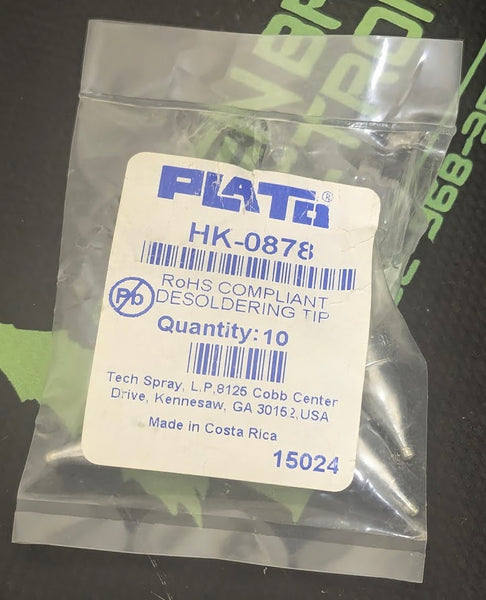 PLATO®
HK-0878
Pb
RoHS COMPLIANT
DESOLDERING TIP
Quantity: 10
Tech Spray, L.P,8125 Cobb Center
Drive, Kennesaw, GA 30152,USA
Made in Costa Rica
15024